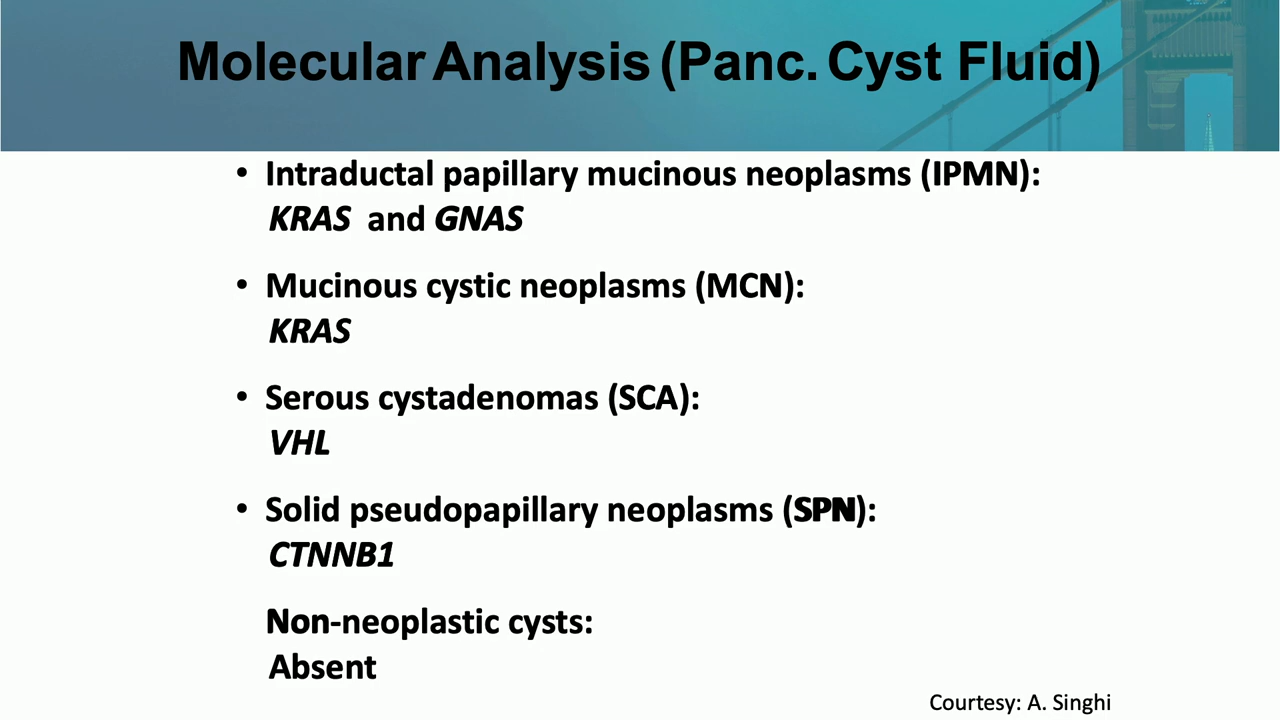 Molecular Analysis (Panc. Cyst Fluid)
• Intraductal papillary mucinous neoplasms (IPMN):
KRAS and GNAS
• Mucinous cystic neoplasms (MCN):
KRAS
• Serous cystadenomas (SCA):
VHL
• Solid pseudopapillary neoplasms (SPN):
CTNNB1
Non-neoplastic cysts:
Absent
Courtesy: A. Singhi